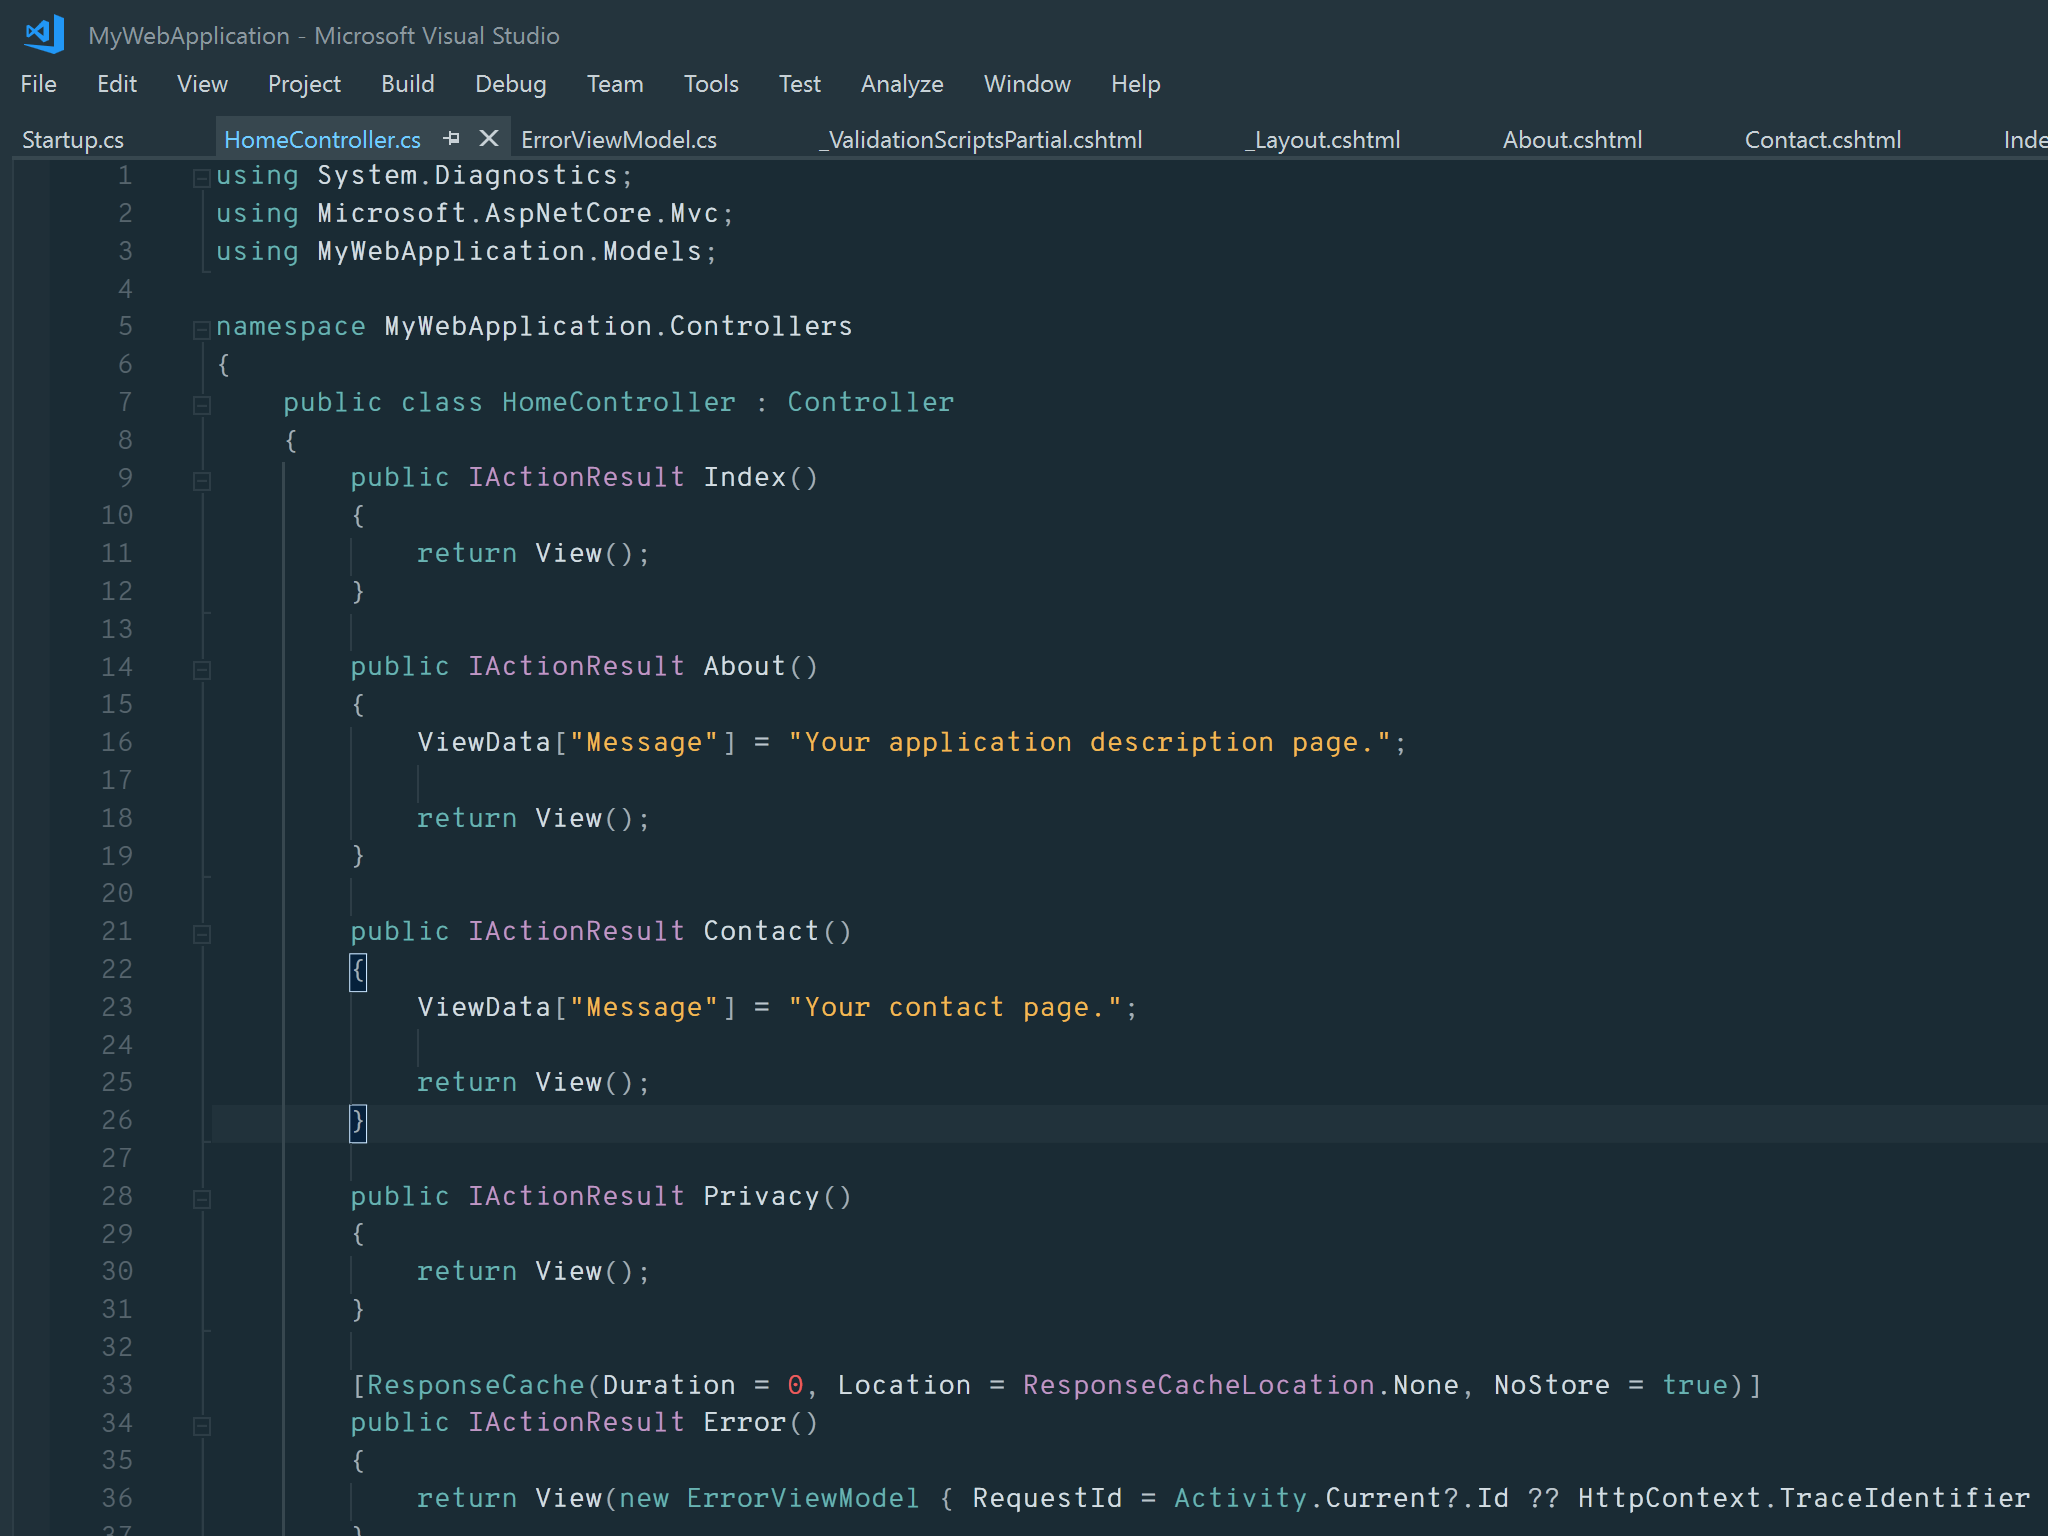 MyWebApplication - Microsoft Visual Studio
File Edit View Project Build Debug Team Tools Test Analyze Window Help
Startup.cs HomeController.cs ErrorViewModel.cs _ValidationScriptsPartial.cshtml _Layout.cshtml About.cshtml Contact.cshtml Inde
1 using System.Diagnostics;
2 using Microsoft.AspNetCore.Mvc;
3 using MyWebApplication.Models;
4
5 namespace MyWebApplication.Controllers
6 {
7 public class HomeController : Controller
8 {
9 public IActionResult Index()
10 {
11 return View();
12 }
13
14 public IActionResult About()
15 {
16 ViewData["Message"] = "Your application description page.";
17
18 return View();
19 }
20
21 public IActionResult Contact()
22 {
23 ViewData["Message"] = "Your contact page.";
24
25 return View();
26 }
27
28 public IActionResult Privacy()
29 {
30 return View();
31 }
32
33 [ResponseCache(Duration = 0, Location = ResponseCacheLocation.None, NoStore = true)]
34 public IActionResult Error()
35 {
36 return View(new ErrorViewModel { RequestId = Activity.Current?.Id ?? HttpContext.TraceIdentifier
37 }